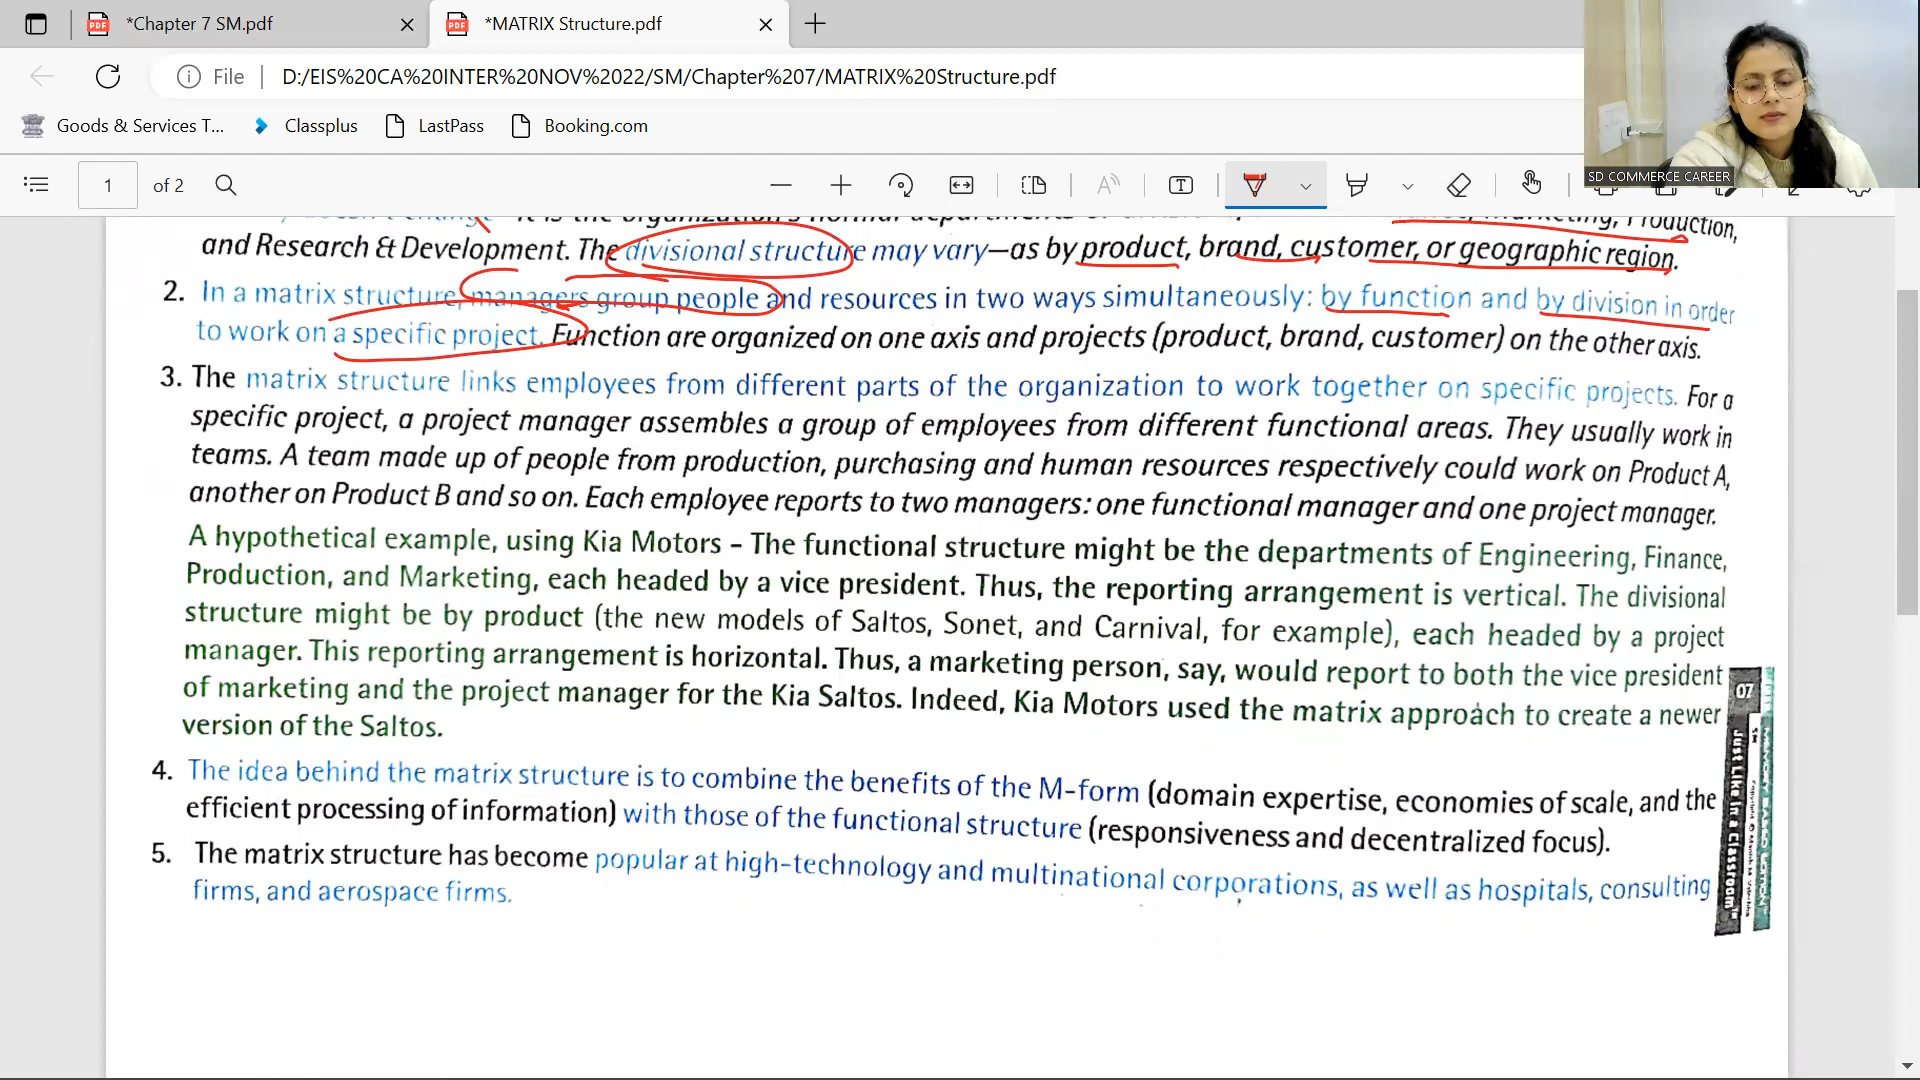 *Chapter 7 SM.pdf
*MATRIX Structure.pdf
File
D:/EIS%20CA%20INTER%20NOV%2022/SM/Chapter%207/MATRIX%20Structure.pdf
Goods & Services T...
Classplus
LastPass
Booking.com
SD COMMERCE CAREER
1 of 2
It is the organization's normal departments
Marketing, Production,
and Research & Development. The divisional structure may vary—as by product, brand, customer, or geographic region.
2. In a matrix structure, managers group people and resources in two ways simultaneously: by function and by division in order
to work on a specific project. Function are organized on one axis and projects (product, brand, customer) on the other axis.
3. The matrix structure links employees from different parts of the organization to work together on specific projects. For a
specific project, a project manager assembles a group of employees from different functional areas. They usually work in
teams. A team made up of people from production, purchasing and human resources respectively could work on Product A,
another on Product B and so on. Each employee reports to two managers: one functional manager and one project manager.
A hypothetical example, using Kia Motors - The functional structure might be the departments of Engineering, Finance,
Production, and Marketing, each headed by a vice president. Thus, the reporting arrangement is vertical. The divisional
structure might be by product (the new models of Saltos, Sonet, and Carnival, for example), each headed by a project
manager. This reporting arrangement is horizontal. Thus, a marketing person, say, would report to both the vice president
of marketing and the project manager for the Kia Saltos. Indeed, Kia Motors used the matrix approach to create a newer
version of the Saltos.
4. The idea behind the matrix structure is to combine the benefits of the M-form (domain expertise, economies of scale, and the
efficient processing of information) with those of the functional structure (responsiveness and decentralized focus).
5. The matrix structure has become popular at high-technology and multinational corporations, as well as hospitals, consulting
firms, and aerospace firms.
07
SM
Just Like in a Classroom